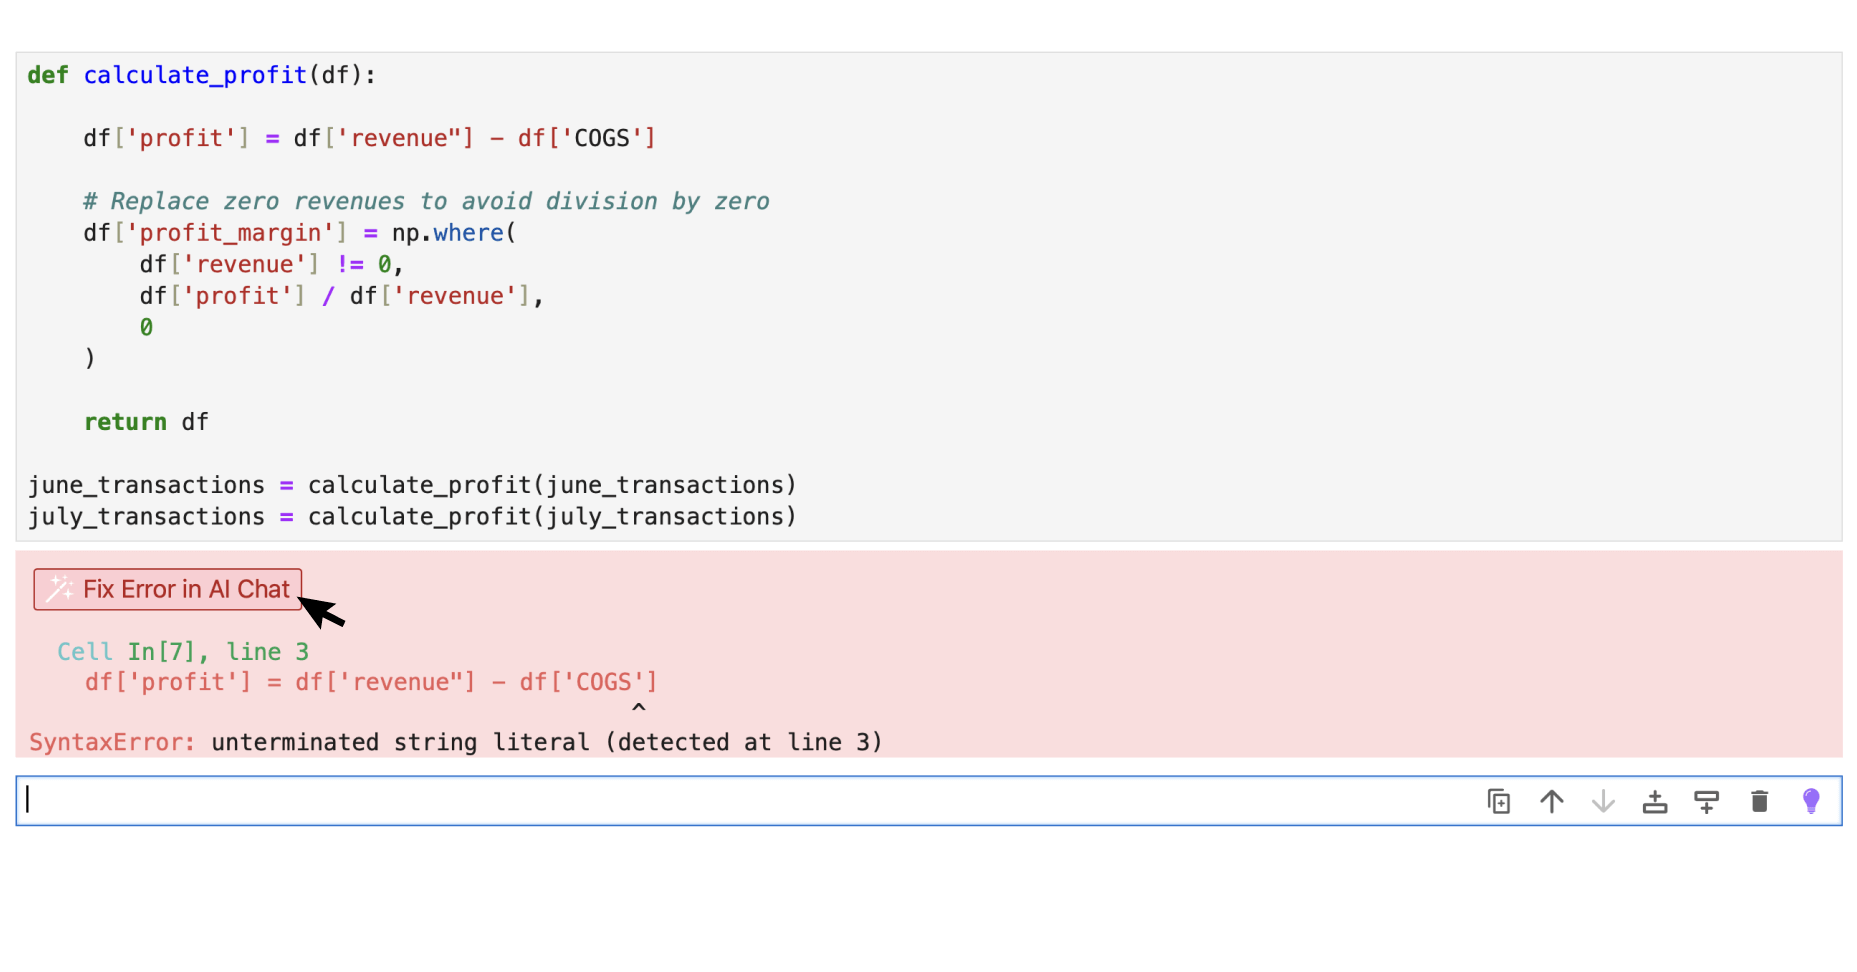 def calculate_profit(df):
    df['profit'] = df['revenue"] - df['COGS']
    # Replace zero revenues to avoid division by zero
    df['profit_margin'] = np.where(
        df['revenue'] != 0,
        df['profit'] / df['revenue'],
        0
    )
    return df
june_transactions = calculate_profit(june_transactions)
july_transactions = calculate_profit(july_transactions)
Fix Error in AI Chat
  Cell In[7], line 3
    df['profit'] = df['revenue"] - df['COGS']
                                           ^
SyntaxError: unterminated string literal (detected at line 3)